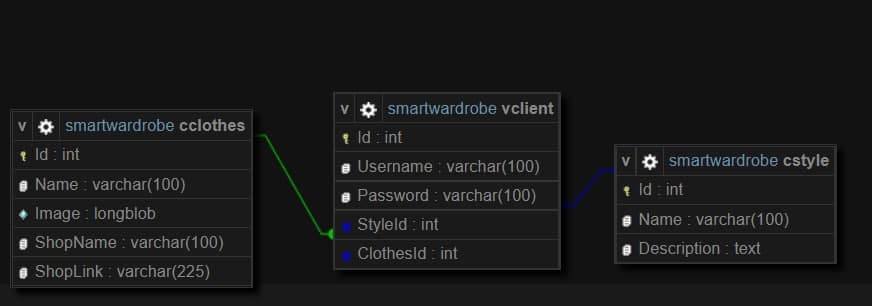 v smartwardrobe cclothes
Id : int
Name : varchar(100)
Image : longblob
ShopName : varchar(100)
ShopLink : varchar(225)
v smartwardrobe vclient
Id : int
Username : varchar(100)
Password : varchar(100)
StyleId : int
ClothesId : int
v smartwardrobe cstyle
Id : int
Name : varchar(100)
Description : text